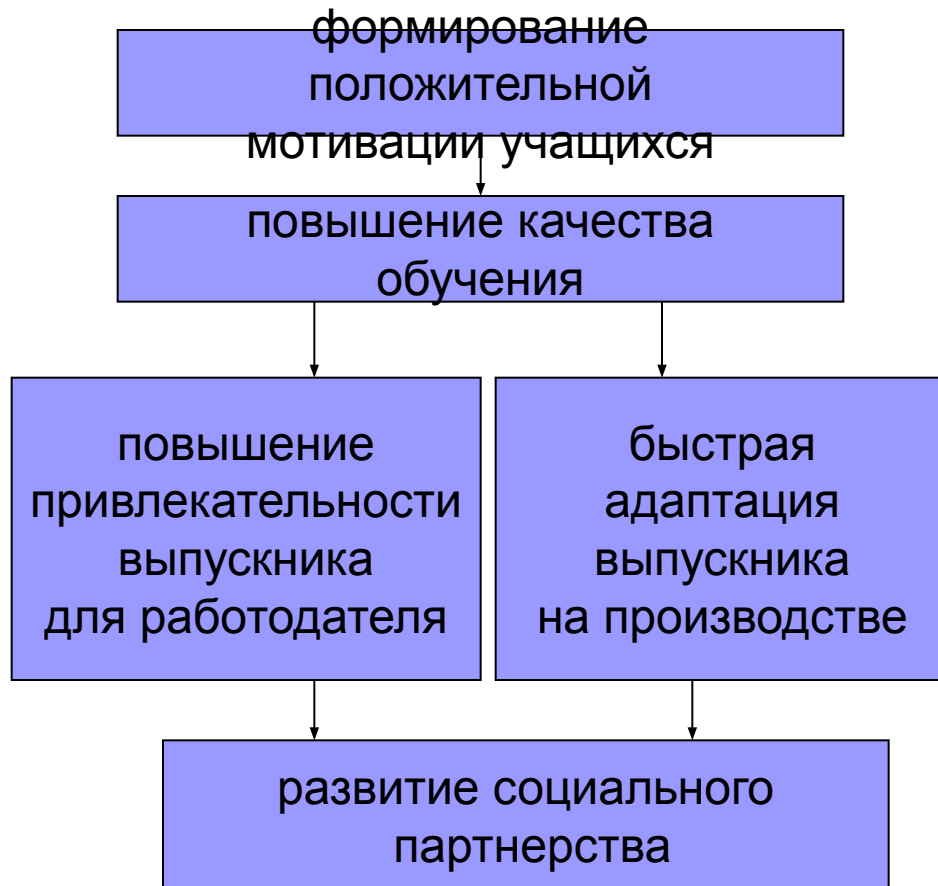 формирование
положительной
мотивации учащихся
повышение качества
обучения
повышение
привлекательности
выпускника
для работодателя
быстрая
адаптация
выпускника
на производстве
развитие социального
партнерства